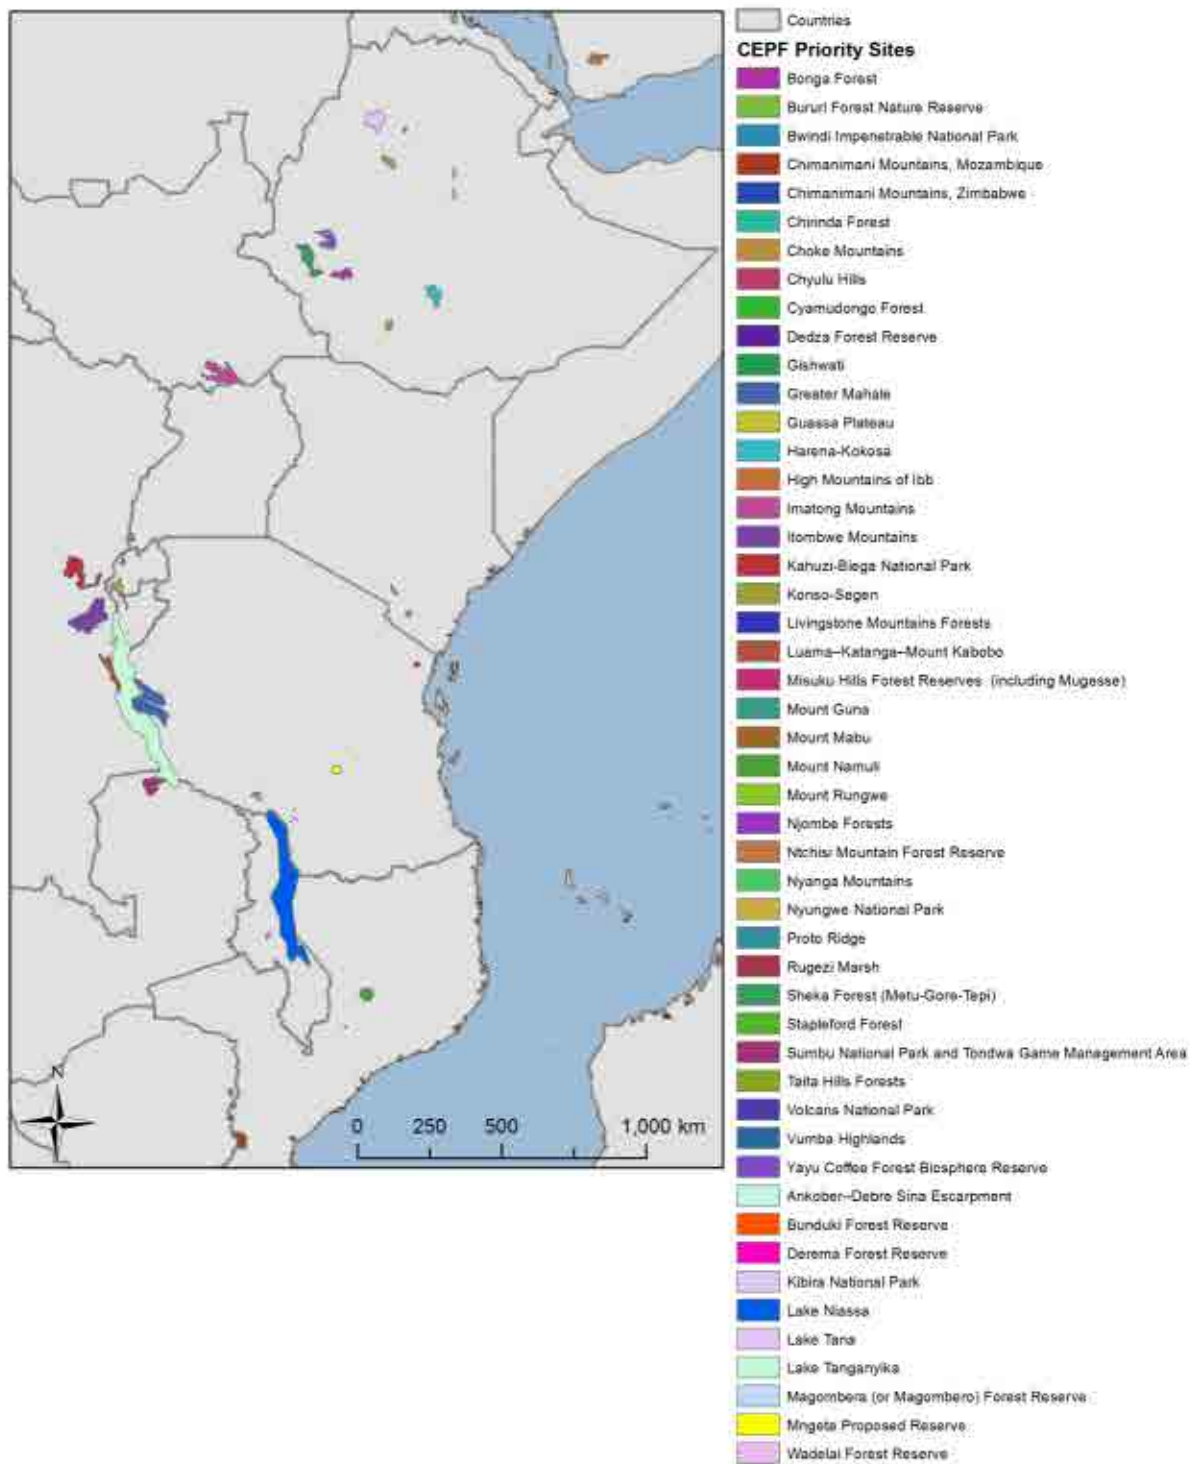 Countries
CEPF Priority Sites
Bonga Forest
Bururi Forest Nature Reserve
Bwindi Impenetrable National Park
Chimanimani Mountains, Mozambique
Chimanimani Mountains, Zimbabwe
Chirinda Forest
Choke Mountains
Chyulu Hills
Cyamudongo Forest
Dedza Forest Reserve
Gishwati
Greater Mahale
Guassa Plateau
Harena-Kokosa
High Mountains of Ibb
Imatong Mountains
Itombwe Mountains
Kahuzi-Biega National Park
Konso-Segen
Livingstone Mountains Forests
Luama–Katanga–Mount Kabobo
Misuku Hills Forest Reserves (including Mugesse)
Mount Guna
Mount Mabu
Mount Namuli
Mount Rungwe
Njombe Forests
Ntchisi Mountain Forest Reserve
Nyanga Mountains
Nyungwe National Park
Proto Ridge
Rugezi Marsh
Sheka Forest (Metu-Gore-Tepi)
Stapleford Forest
Sumbu National Park and Tondwa Game Management Area
Taita Hills Forests
Volcans National Park
Vumba Highlands
Yayu Coffee Forest Biosphere Reserve
Ankober–Debre Sina Escarpment
Bunduki Forest Reserve
Derema Forest Reserve
Kibira National Park
Lake Niassa
Lake Tana
Lake Tanganyika
Magombera (or Magombero) Forest Reserve
Mngeta Proposed Reserve
Wadelai Forest Reserve
N
0 250 500 1,000 km